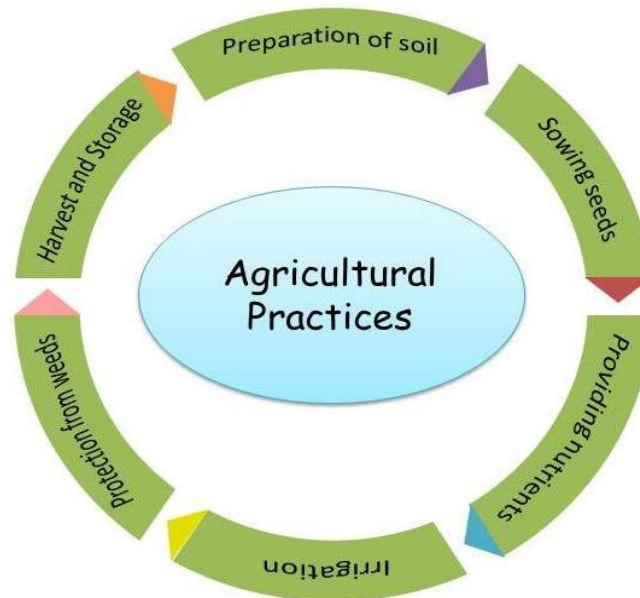 Preparation of soil
Sowing seeds
Providing nutrients
Irrigation
Protection from weeds
Harvest and Storage
Agricultural
Practices